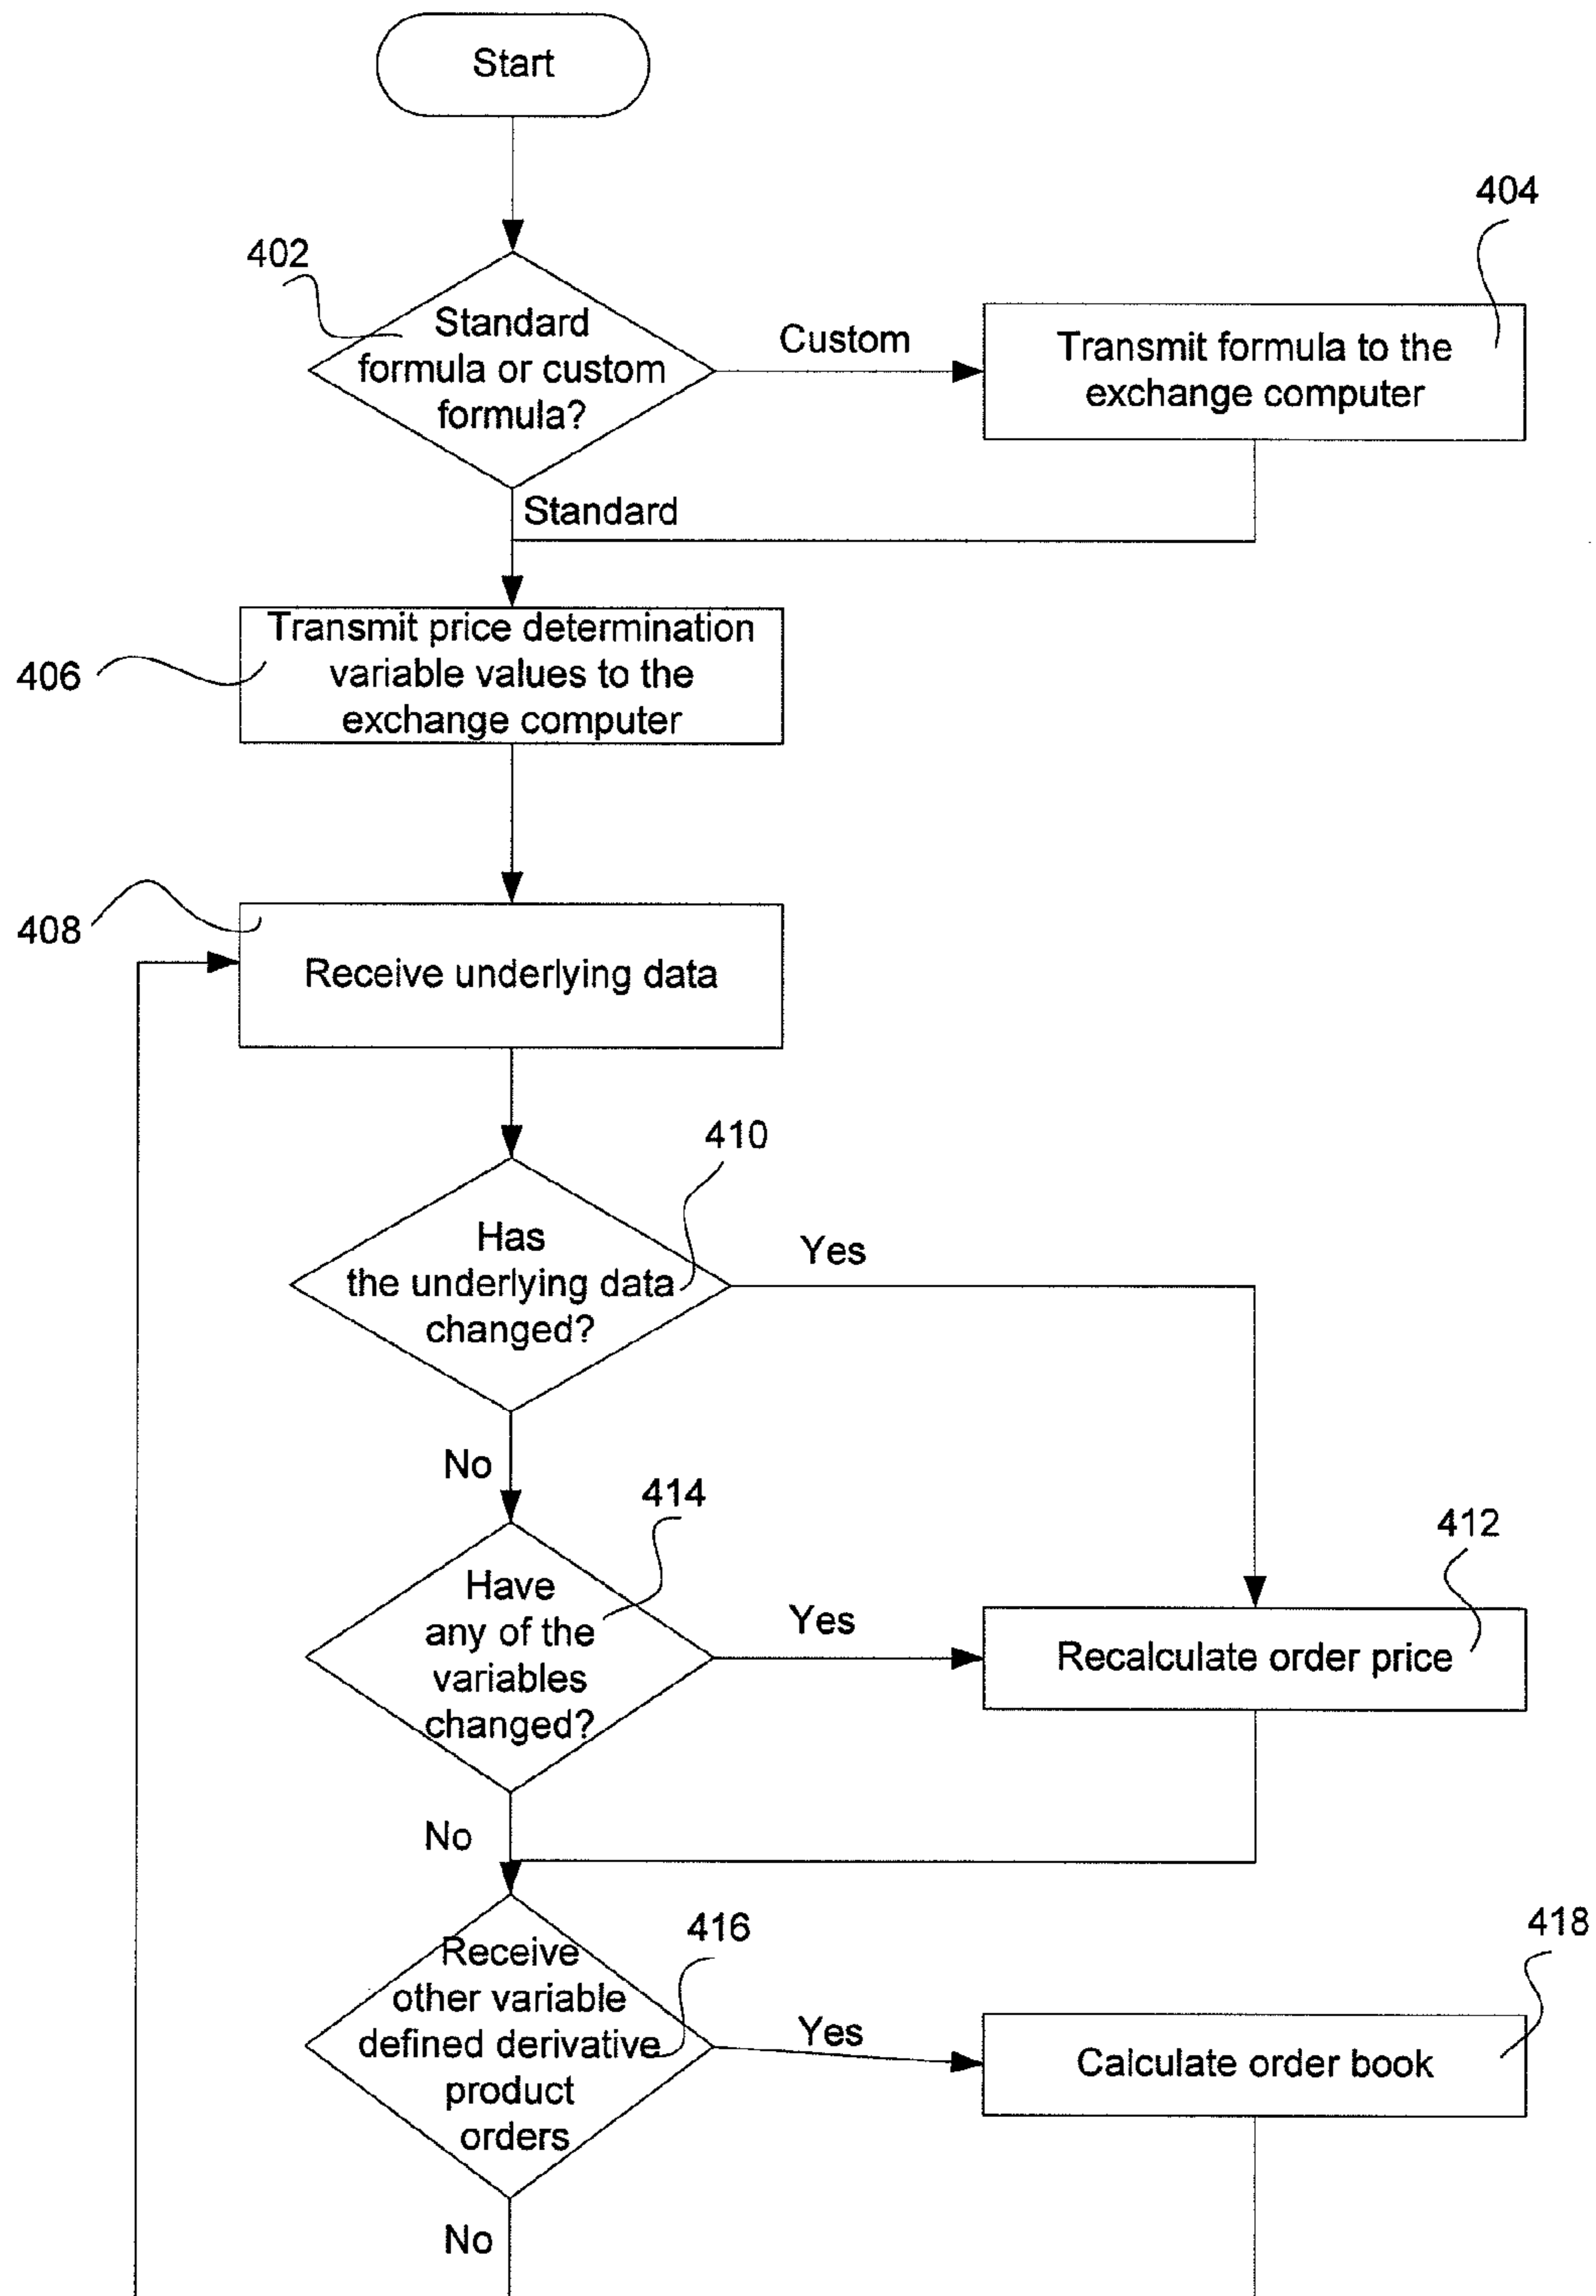 Start
404
402
Standard
formula or custom
formula?
Custom
Transmit formula to the
exchange computer
Standard
Transmit price determination
variable values to the
exchange computer
406
408
Receive underlying data
410
Has
the underlying data
changed?
Yes
No
414
412
Have
any of the
variables
changed?
Yes
Recalculate order price
No
416
418
Receive
other variable
defined derivative
product
orders
Yes
Calculate order book
No